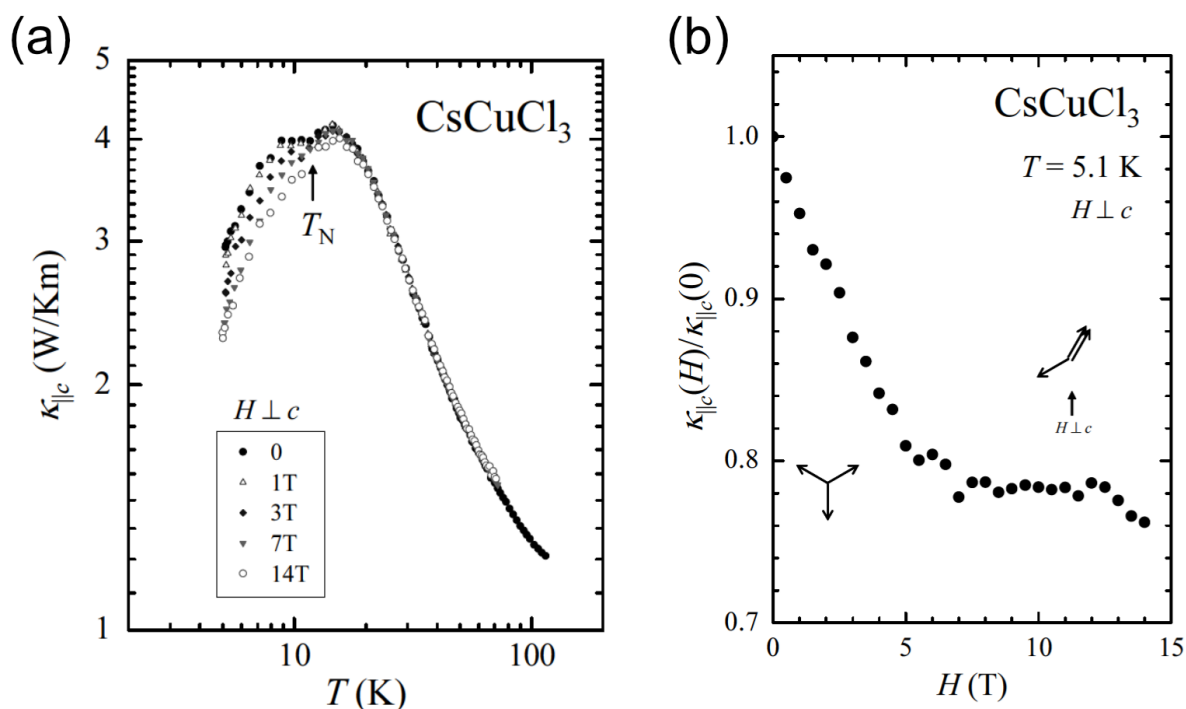 (a)
5
4
3
2
1
κ∥c (W/Km)
CsCuCl3
TN
H ⊥ c
0
1T
3T
7T
14T
10
100
T (K)
(b)
1.0
0.9
0.8
0.7
κ∥c(H)/κ∥c(0)
CsCuCl3
T = 5.1 K
H ⊥ c
H⊥c
0
5
10
15
H (T)